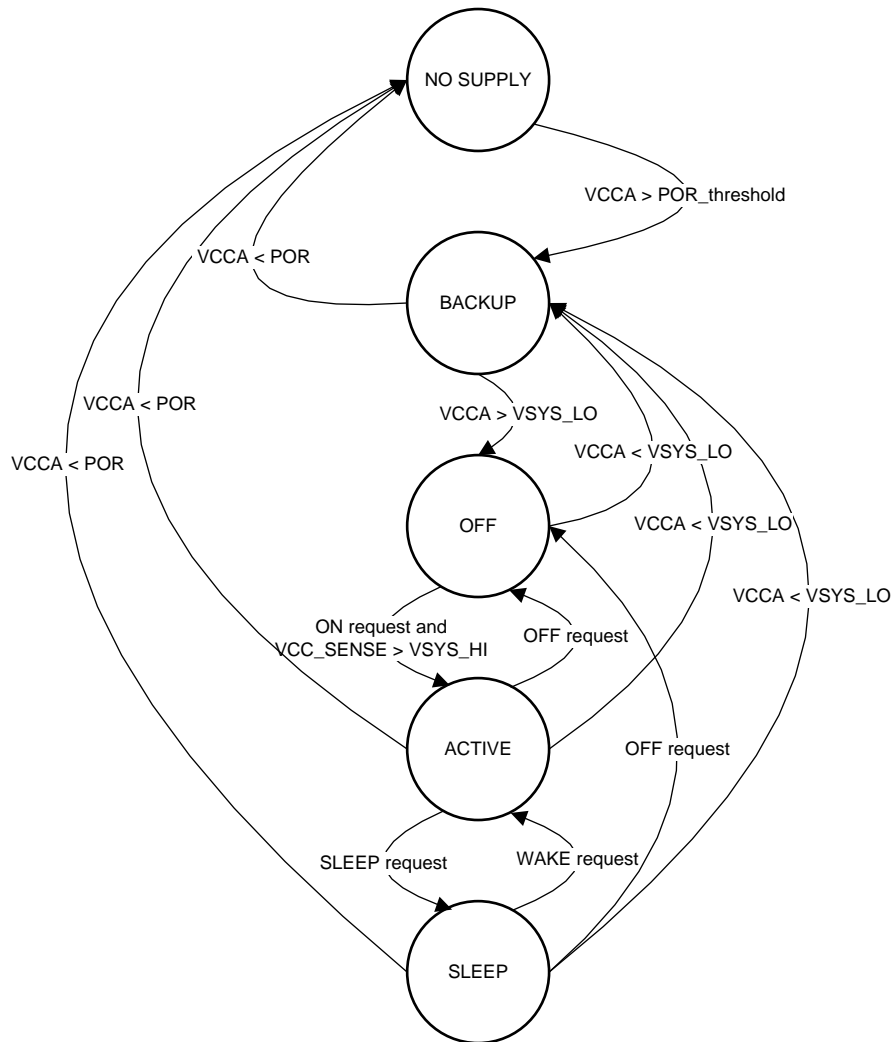 NO SUPPLY
VCCA > POR_threshold
VCCA < POR
BACKUP
VCCA < POR
VCCA > VSYS_LO
VCCA < VSYS_LO
VCCA < POR
OFF
VCCA < VSYS_LO
VCCA < VSYS_LO
ON request and
VCC_SENSE > VSYS_HI
OFF request
ACTIVE
OFF request
SLEEP request
WAKE request
SLEEP